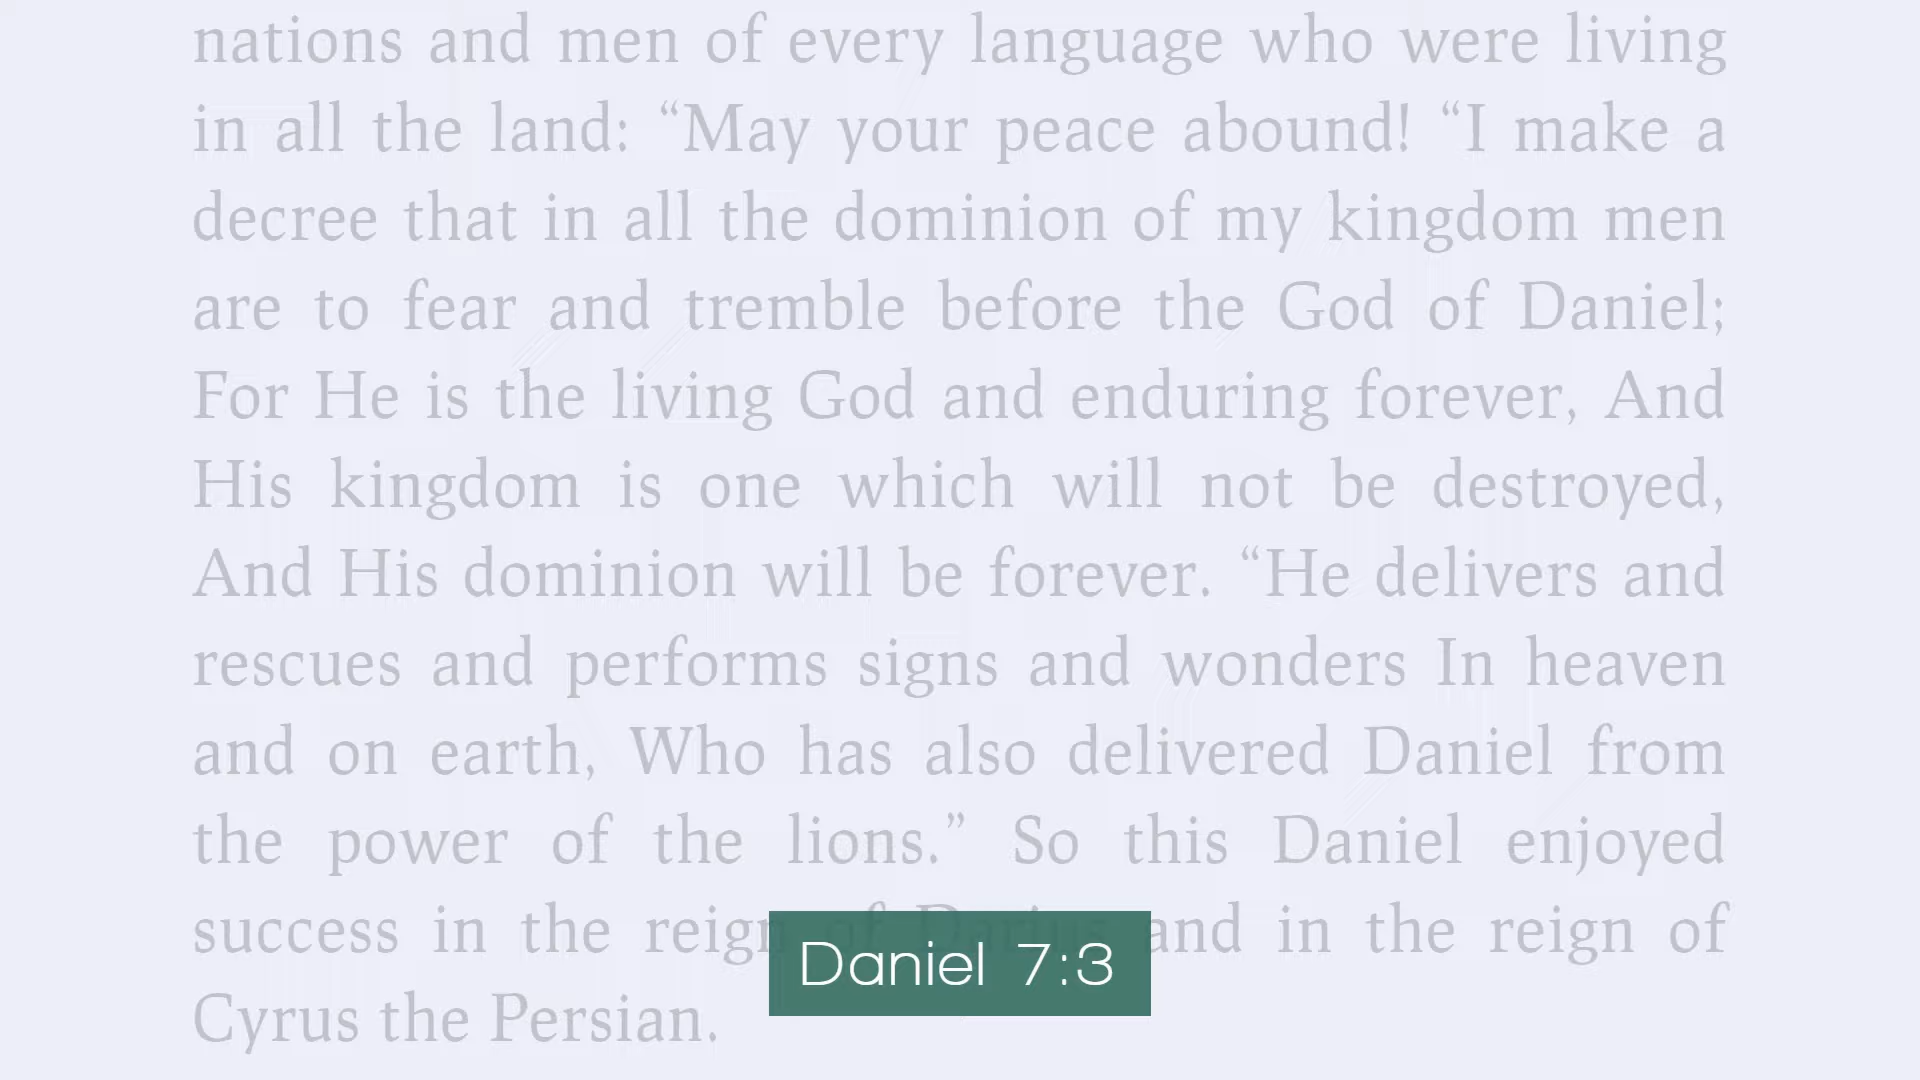 nations and men of every language who were living
in all the land: “May your peace abound! “I make a
decree that in all the dominion of my kingdom men
are to fear and tremble before the God of Daniel;
For He is the living God and enduring forever, And
His kingdom is one which will not be destroyed,
And His dominion will be forever. “He delivers and
rescues and performs signs and wonders In heaven
and on earth, Who has also delivered Daniel from
the power of the lions.” So this Daniel enjoyed
success in the reign of Darius and in the reign of
Cyrus the Persian.
Daniel 7:3